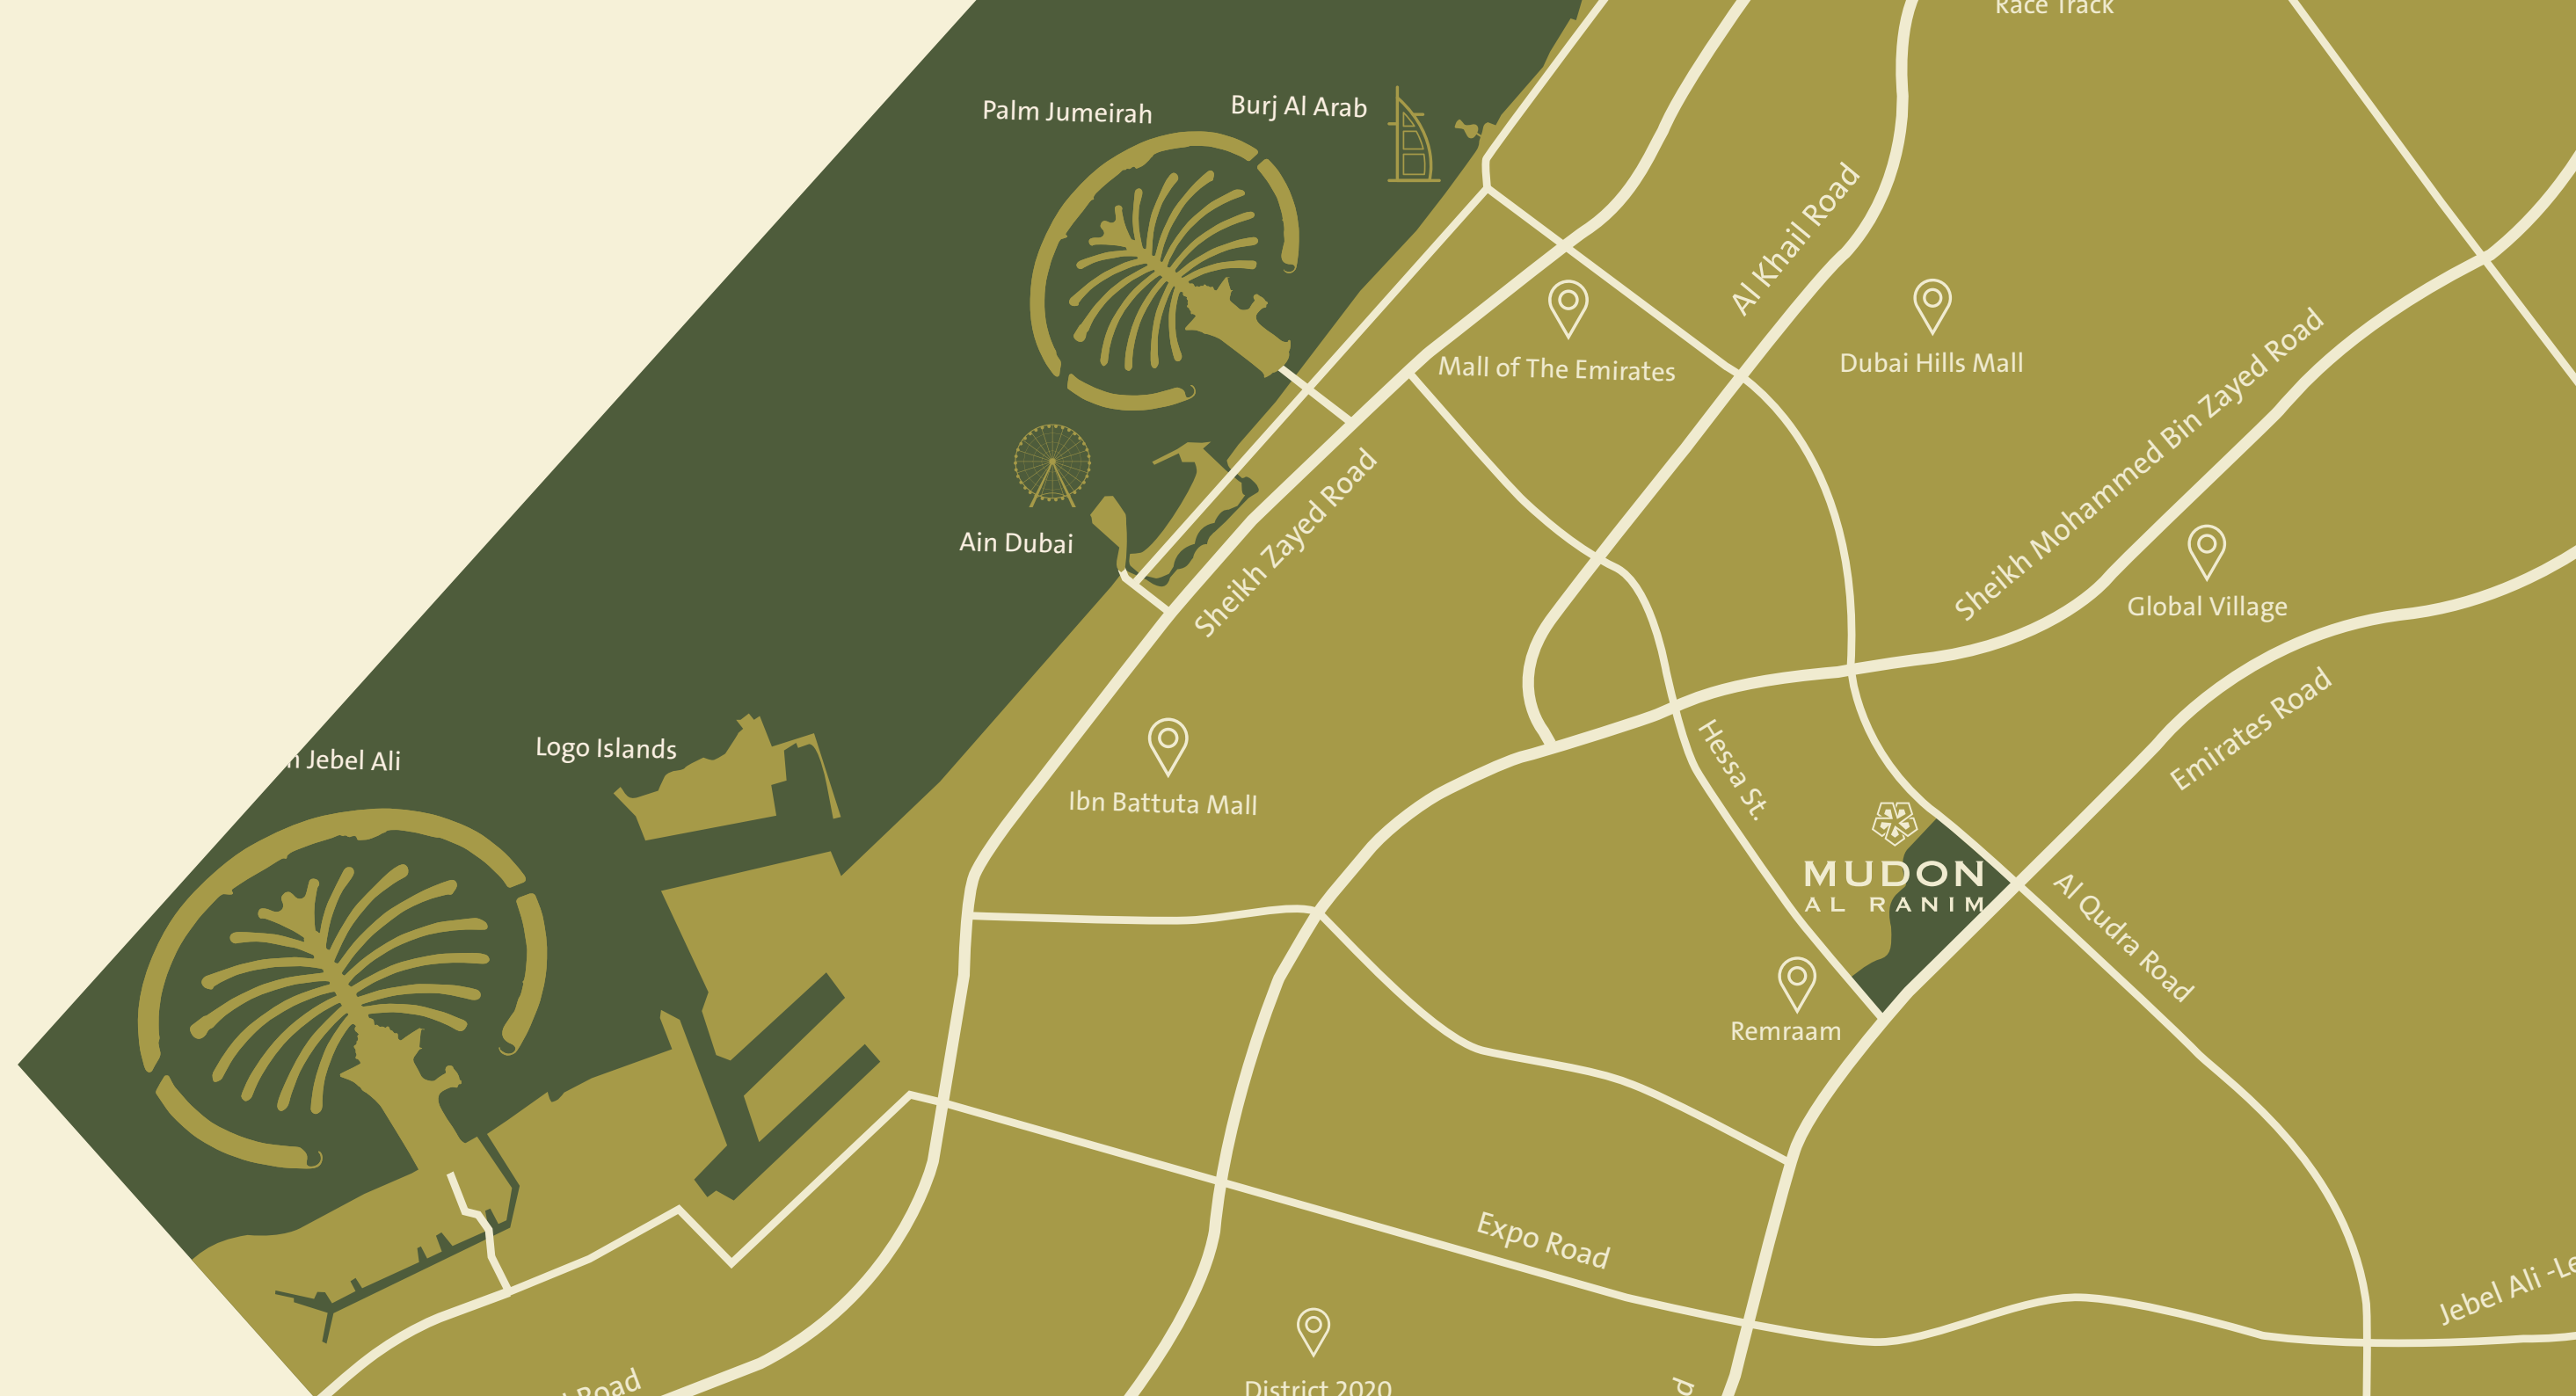 Race Track
Palm Jumeirah
Burj Al Arab
Al Khail Road
Mall of The Emirates
Dubai Hills Mall
Sheikh Mohammed Bin Zayed Road
Sheikh Zayed Road
Ain Dubai
Global Village
Emirates Road
Jebel Ali
Logo Islands
Ibn Battuta Mall
Hessa St.
MUDON
AL RANIM
Al Qudra Road
Remraam
Expo Road
Jebel Ali -Le
District 2020
Road